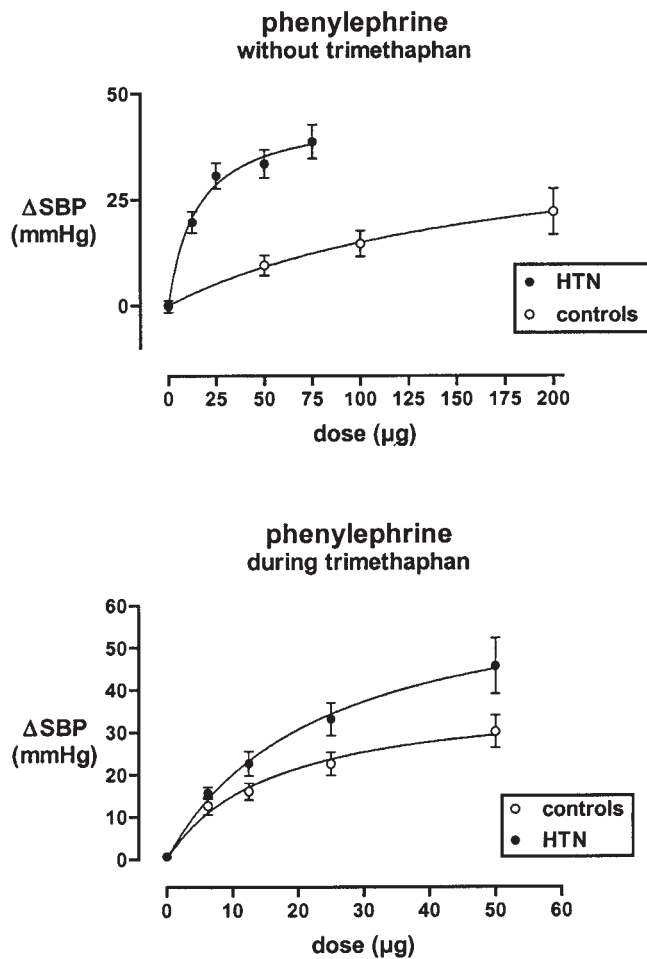 phenylephrine
without trimethaphan
50
25
0
ΔSBP
(mmHg)
HTN
controls
0 25 50 75 100 125 150 175 200
dose (µg)
phenylephrine
during trimethaphan
60
50
40
30
20
10
0
ΔSBP
(mmHg)
controls
HTN
0 10 20 30 40 50 60
dose (µg)